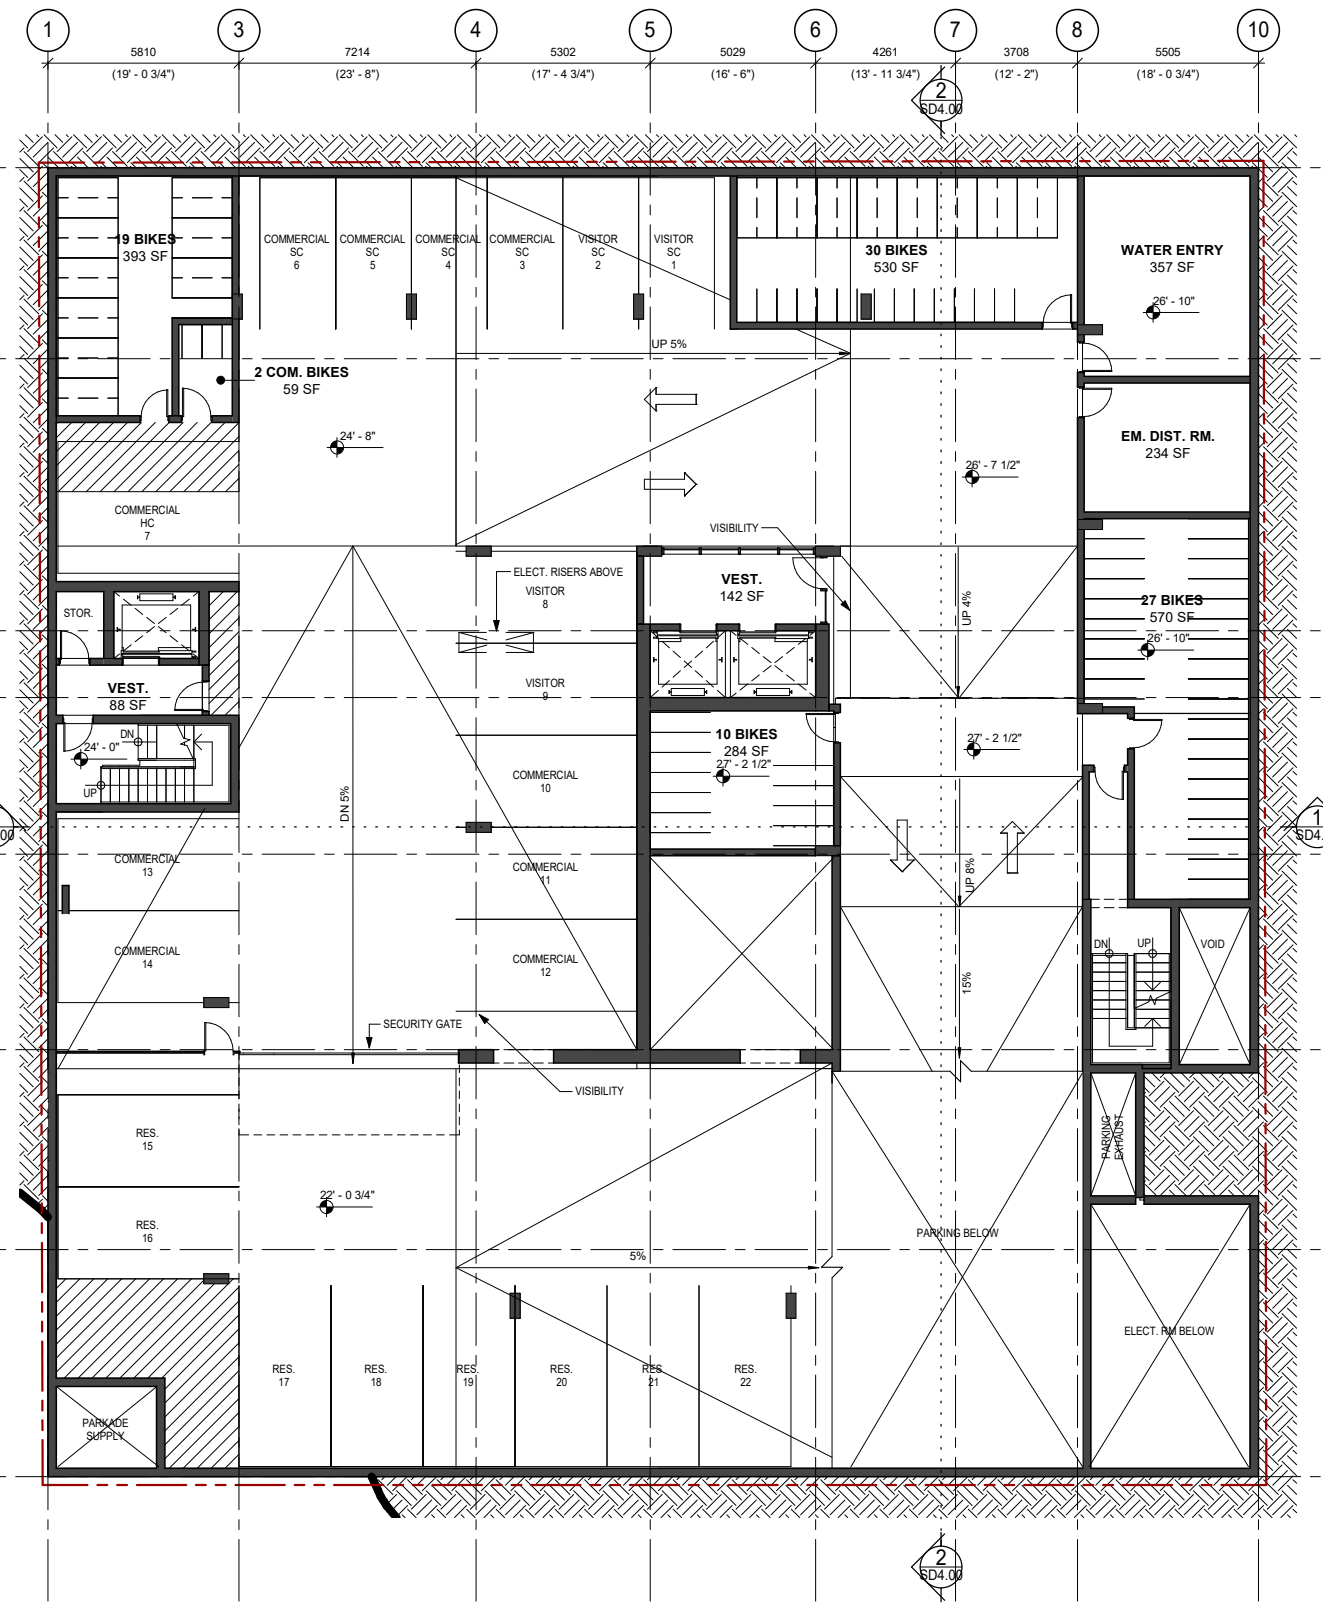 1 3 4 5 6 7 8 10
5810 7214 5302 5029 4261 3708 5505
(19' - 0 3/4") (23' - 8") (17' - 4 3/4") (16' - 6") (13' - 11 3/4") (12' - 2") (18' - 0 3/4")
2
SD4.00
19 BIKES
393 SF
COMMERCIAL
SC
6
COMMERCIAL
SC
5
COMMERCIAL
SC
4
COMMERCIAL
SC
3
VISITOR
SC
2
VISITOR
SC
1
30 BIKES
530 SF
WATER ENTRY
357 SF
26' - 10"
UP 5%
2 COM. BIKES
59 SF
24' - 8"
EM. DIST. RM.
234 SF
26' - 7 1/2"
COMMERCIAL
HC
7
VISIBILITY
ELECT. RISERS ABOVE
VISITOR
8
VEST.
142 SF
UP 4%
27 BIKES
570 SF
26' - 10"
STOR.
VEST.
88 SF
VISITOR
9
DN
24' - 0"
UP
10 BIKES
284 SF
27' - 2 1/2"
27' - 2 1/2"
DN 5%
COMMERCIAL
10
00
1
SD4.
COMMERCIAL
13
COMMERCIAL
11
UP 8%
COMMERCIAL
14
COMMERCIAL
12
15%
DN UP
VOID
SECURITY GATE
VISIBILITY
RES.
15
PARKING
EXHAUST
22' - 0 3/4"
RES.
16
PARKING BELOW
5%
ELECT. RM BELOW
RES.
17
RES.
18
RES.
19
RES.
20
RES.
21
RES.
22
PARKADE
SUPPLY
2
SD4.00